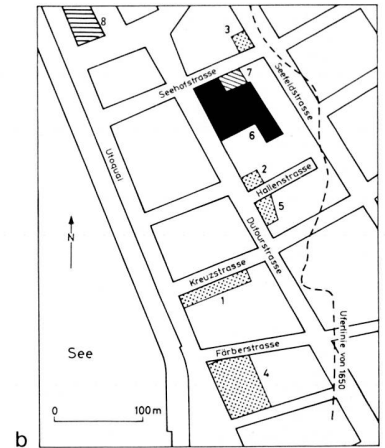 8
3
7
Seehofstrasse
Seefeldstrasse
6
Utoquai
2
Hallenstrasse
5
N
Dufourstrasse
Kreuzstrasse
1
Färberstrasse
Uferlinie von 1650
See
4
0 100m
b